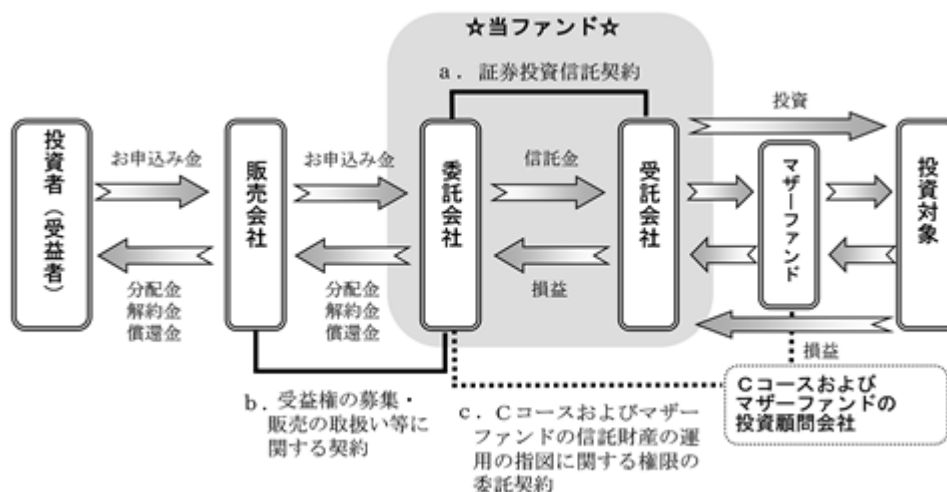 ☆当ファンド☆
a．証券投資信託契約
投資者（受益者）
お申込み金
分配金
解約金
償還金
販売会社
お申込み金
分配金
解約金
償還金
委託会社
信託金
損益
受託会社
投資
マザーファンド
損益
投資対象
b．受益権の募集・
販売の取扱い等に
関する契約
c．Cコースおよびマザー
ファンドの信託財産の運
用の指図に関する権限の
委託契約
Cコースおよび
マザーファンドの
投資顧問会社